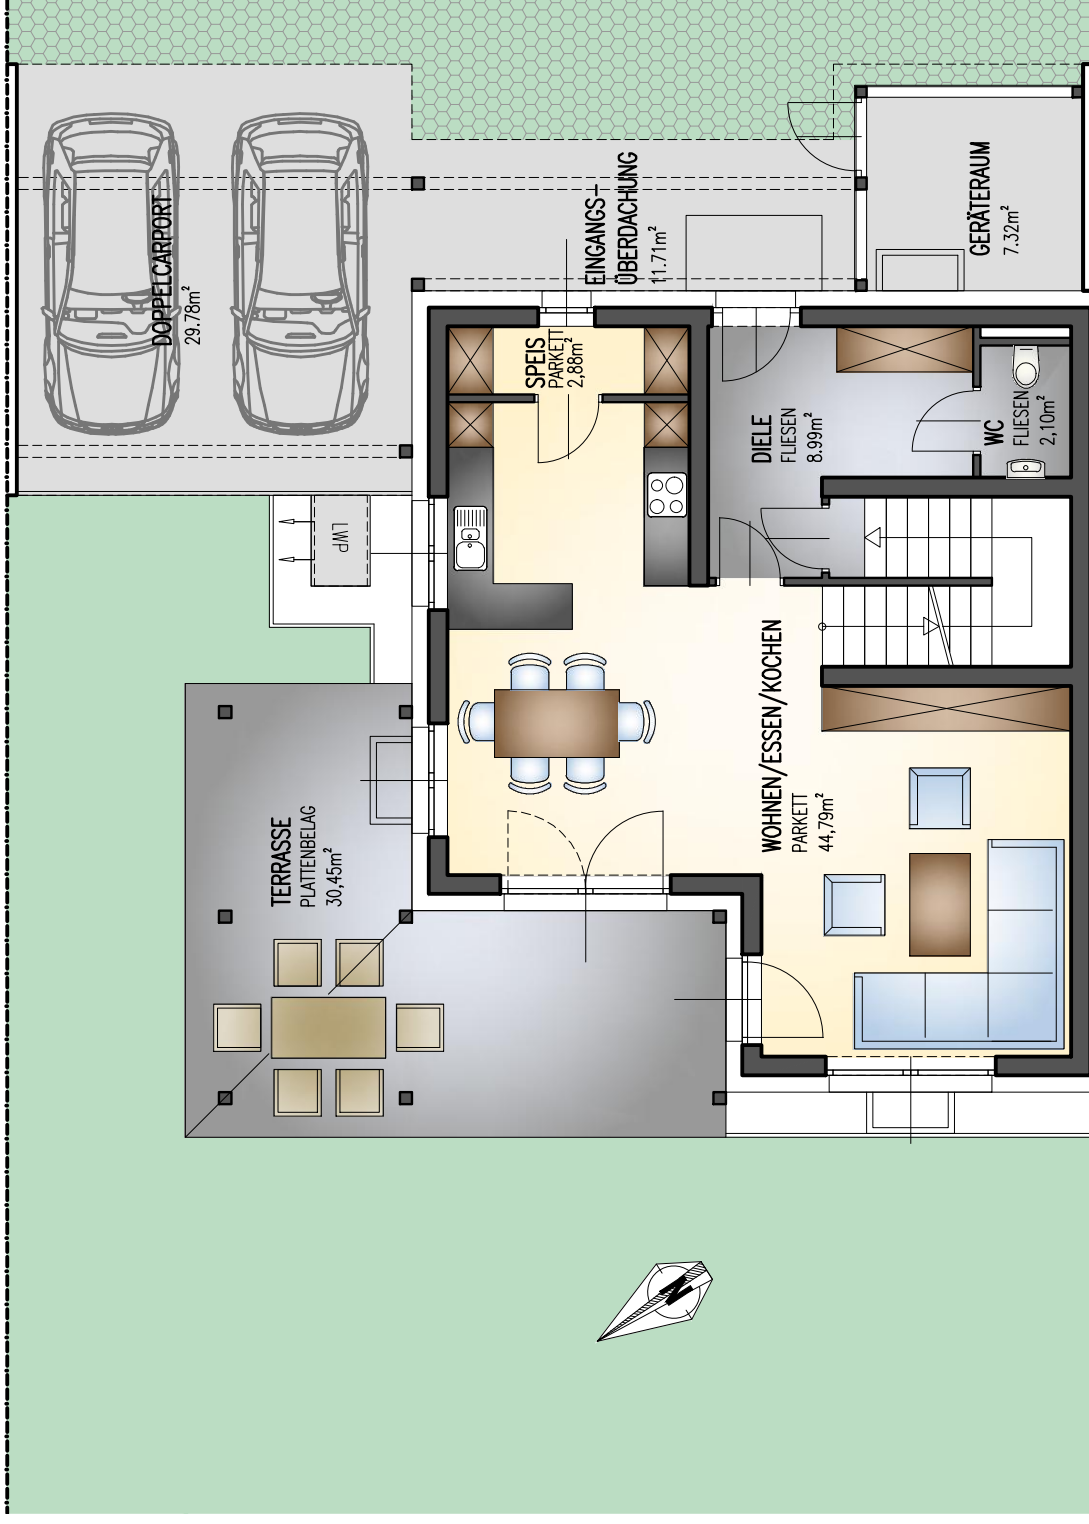 DOPPELCARPORT
29.78m²
EINGANGS–
ÜBERDACHUNG
11.71m²
GERÄTERAUM
7.32m²
SPEIS
PARKETT
2,88m²
DIELE
FLIESEN
8.99m²
WC
FLIESEN
2,10m²
LWP
WOHNEN/ESSEN/KOCHEN
PARKETT
44,79m²
TERRASSE
PLATTENBELAG
30,45m²
N